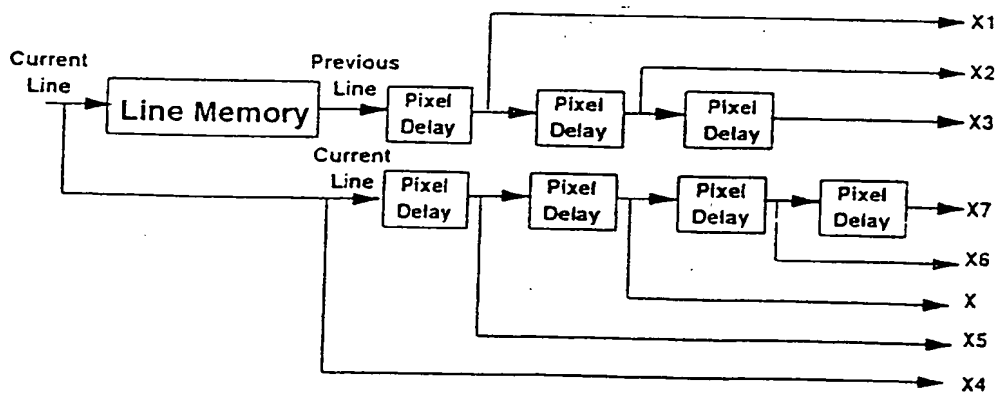 X1
Current
Line
Previous
Line
X2
Line Memory
Pixel
Delay
Pixel
Delay
Pixel
Delay
X3
Current
Line
Pixel
Delay
Pixel
Delay
Pixel
Delay
Pixel
Delay
X7
X6
X
X5
X4